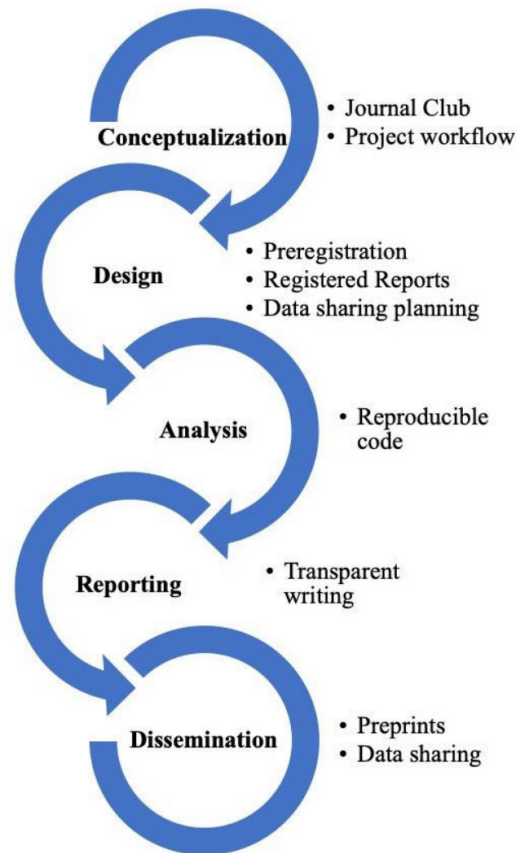 Conceptualization
• Journal Club
• Project workflow
Design
• Preregistration
• Registered Reports
• Data sharing planning
Analysis
• Reproducible
code
Reporting
• Transparent
writing
Dissemination
• Preprints
• Data sharing